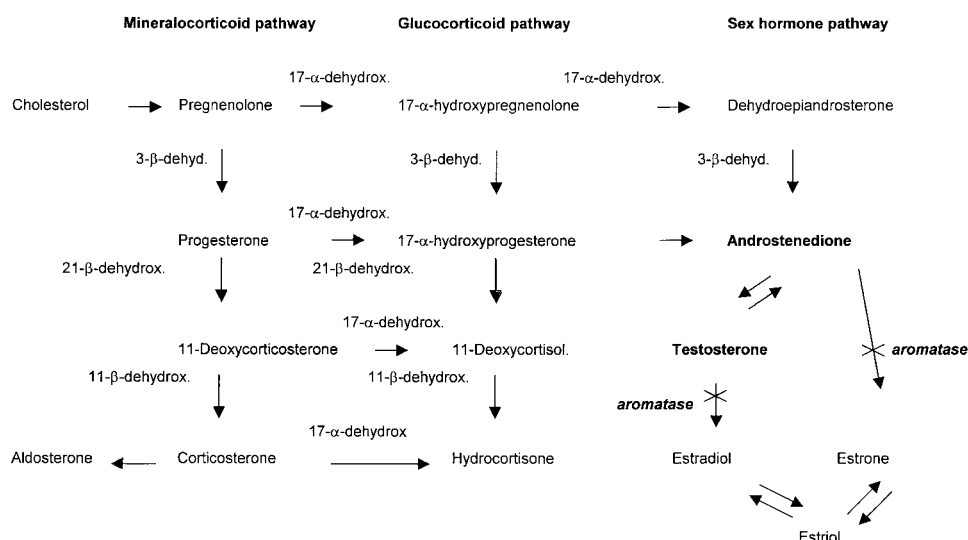 Mineralocorticoid pathway Glucocorticoid pathway Sex hormone pathway
17-α-dehydrox. 17-α-dehydrox.
Cholesterol Pregnenolone 17-α-hydroxypregnenolone Dehydroepiandrosterone
3-β-dehyd. 3-β-dehyd. 3-β-dehyd.
17-α-dehydrox.
Progesterone 17-α-hydroxyprogesterone Androstenedione
21-β-dehydrox. 21-β-dehydrox.
17-α-dehydrox.
11-Deoxycorticosterone 11-Deoxycortisol. Testosterone aromatase
11-β-dehydrox. 11-β-dehydrox.
aromatase
17-α-dehydrox
Aldosterone Corticosterone Hydrocortisone Estradiol Estrone
Estriol